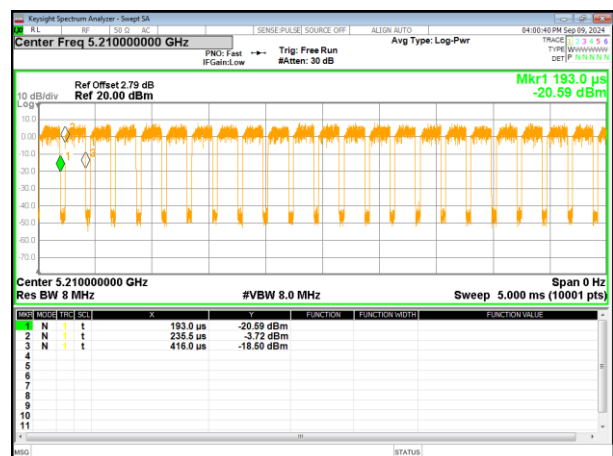 Keysight Spectrum Analyzer - Swept SA
RL RF 50 Ω AC SENSE:PULSE SOURCE OFF ALIGN AUTO 04:00:40 PM Sep 09, 2024
Center Freq 5.210000000 GHz Avg Type: Log-Pwr TRACE 1 2 3 4 5 6
PNO: Fast Trig: Free Run TYPE WWWWWW
IFGain:Low #Atten: 30 dB DET P N N N N N
Mkr1 193.0 µs
-20.59 dBm
Ref Offset 2.79 dB
10 dB/div Ref 20.00 dBm
Log
10.0
0.00
-10.0
-20.0
-30.0
-40.0
-50.0
-60.0
-70.0
2
1
3
Center 5.210000000 GHz Span 0 Hz
Res BW 8 MHz #VBW 8.0 MHz Sweep 5.000 ms (10001 pts)
MKR MODE TRC SCL X Y FUNCTION FUNCTION WIDTH FUNCTION VALUE
1 N 1 t 193.0 µs -20.59 dBm
2 N 1 t 235.5 µs -3.72 dBm
3 N 1 t 416.0 µs -18.50 dBm
4
5
6
7
8
9
10
11
MSG STATUS